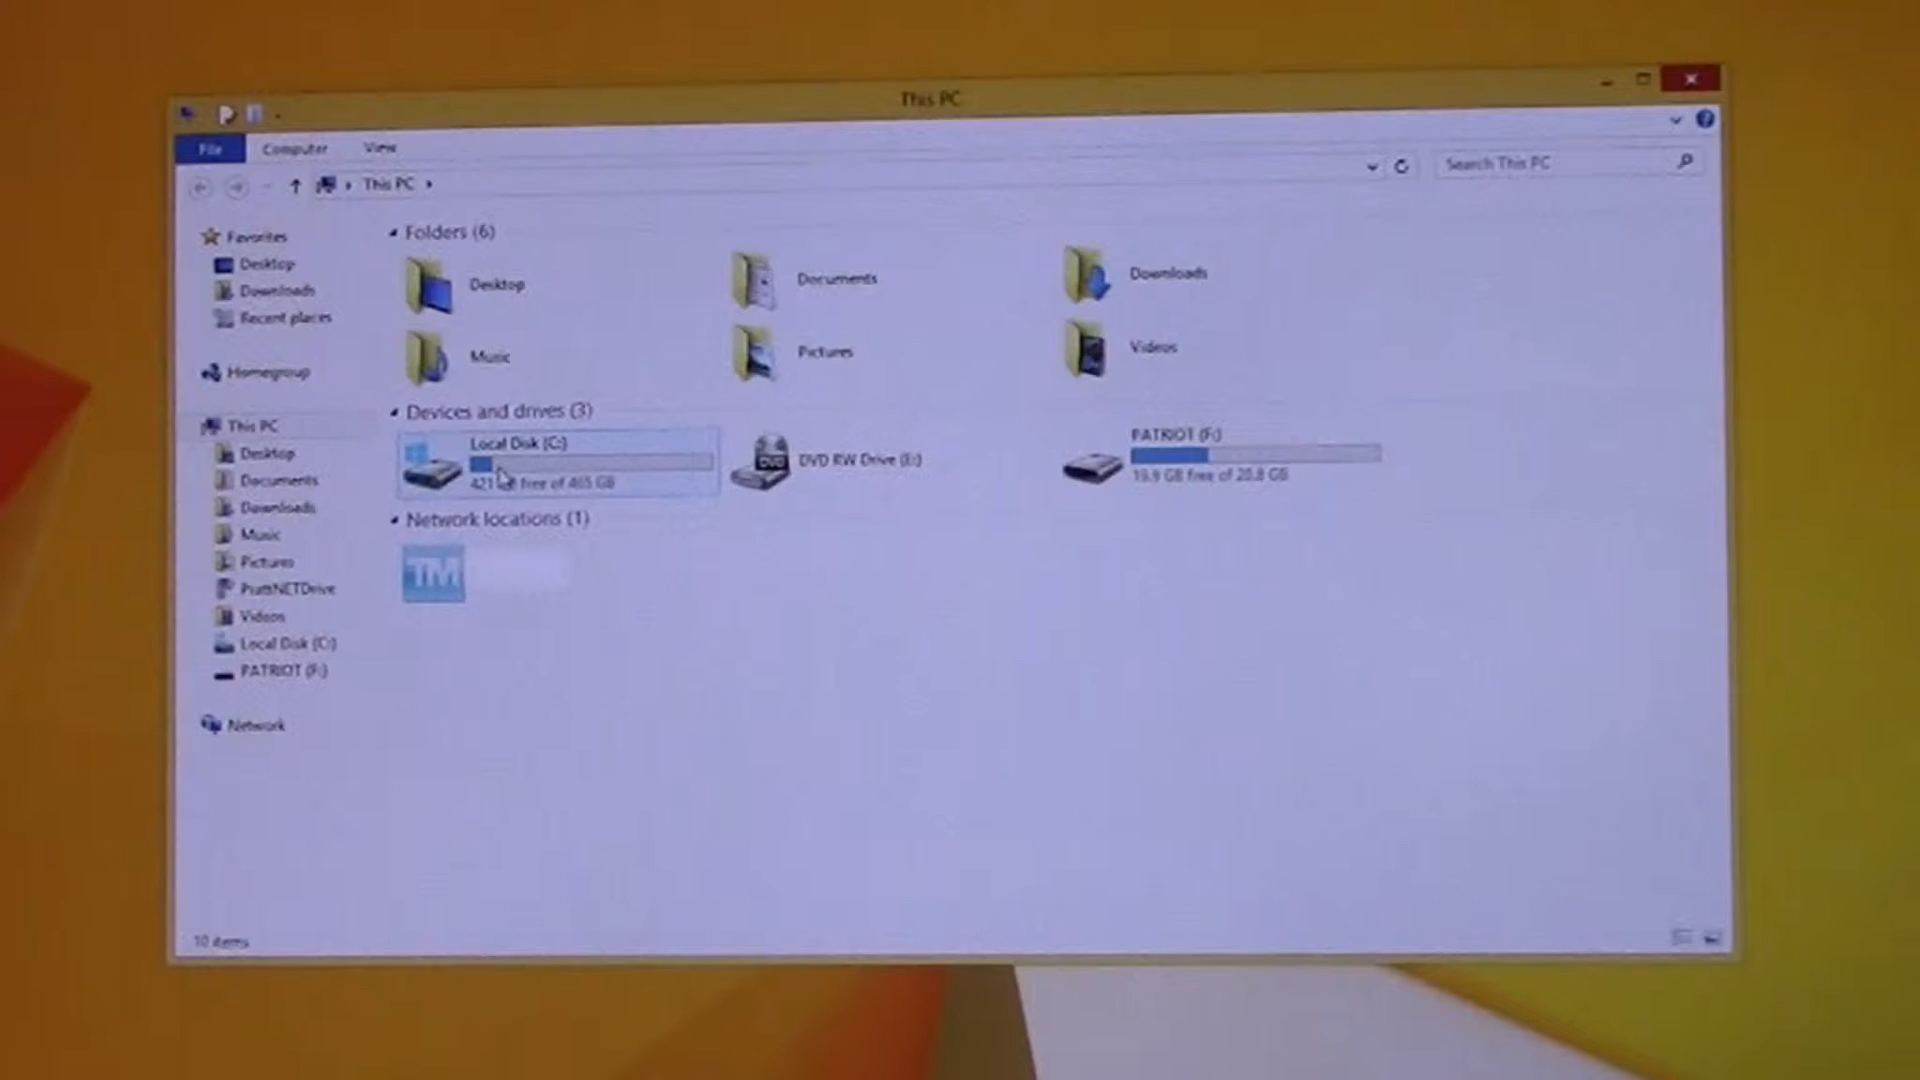 This PC
File Computer View
This PC
Search This PC
Favorites
Desktop
Downloads
Recent places
Homegroup
This PC
Desktop
Documents
Downloads
Music
Pictures
Videos
Local Disk (C:)
PATRIOT (F:)
Network
Folders (6)
Desktop
Documents
Downloads
Music
Pictures
Videos
Devices and drives (3)
Local Disk (C:)
421 free of 465 GB
DVD
DVD RW Drive (E:)
PATRIOT (F:)
GB free of GB
Network locations (1)
TM
10 items